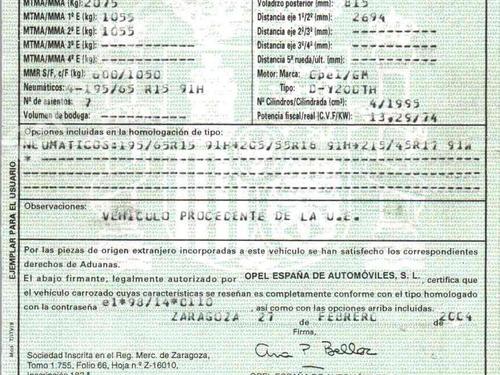 MTMA/MMA (Kg): 2075 Voladizo posterior (mm): 815
MTMA/MMA 1º E (Kg) 1055 Distancia eje 1º/2º (mm): 2694
MTMA/MMA 2º E (Kg) 1055 Distancia eje 2º/3º (mm):
MTMA/MMA 3º E (Kg) Distancia eje 3º/4º (mm):
MTMA/MMA 4º E (Kg) Distancia 5ª rueda/ult. (mm):
MMR S/F, c/F (kg) 600/1050 Motor: Marca: Opel/GM
Neumáticos: 4-195/65 R15 91H Tipo: D-Y20DTH
Nº de asientos: 7 Nº Cilindros/Cilindrada (cm³): 4/1995
Volumen de bodega: Potencia fiscal/real (C.V.F/KW): 13,29/74
Opciones incluidas en la homologación de tipo:
NEUMATICOS:195/65R15 91H*205/55R16 91H*215/45R17 91W
*
Observaciones:
VEHICULO PROCEDENTE DE LA U.E.
Por las piezas de origen extranjero incorporadas a este vehículo se han satisfecho los correspondientes
derechos de Aduanas.
El abajo firmante, legalmente autorizado por OPEL ESPAÑA DE AUTOMÓVILES, S. L., certifica que
el vehículo carrozado cuyas características se reseñan es completamente conforme con el tipo homologado
con la contraseña e1*98/14*0110, así como con las opciones arriba incluidas.
ZARAGOZA 27 de FEBRERO de 2004
Firma,
Ana P Bellor
Sociedad Inscrita en el Reg. Merc. de Zaragoza,
Tomo 1.755, Folio 66, Hoja n.º Z-16010,
EJEMPLAR PARA EL USUARIO